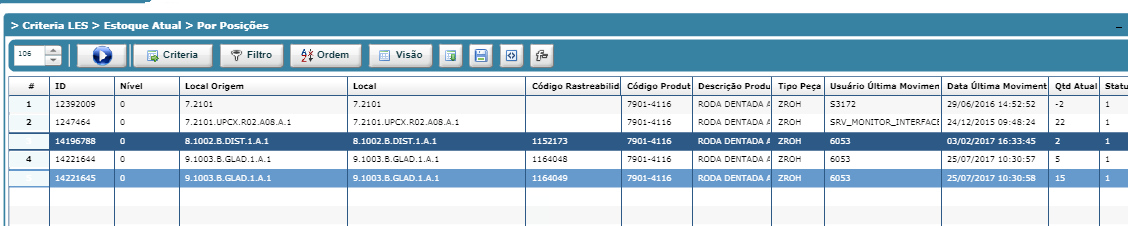 > Criteria LES > Estoque Atual > Por Posições
106 Criteria Filtro Ordem Visão
# ID Nível Local Origem Local Código Rastreabilid Código Produt Descrição Produ Tipo Peça Usuário Última Movimen Data Última Moviment Qtd Atual Statu
1 12392009 0 7.2101 7.2101 7901-4116 RODA DENTADA A ZROH S3172 29/06/2016 14:52:52 -2 1
2 1247464 0 7.2101.UPCX.R02.A08.A.1 7.2101.UPCX.R02.A08.A.1 7901-4116 RODA DENTADA A ZROH SRV_MONITOR_INTERFACE 24/12/2015 09:48:24 22 1
14196788 0 8.1002.B.DIST.1.A.1 8.1002.B.DIST.1.A.1 1152173 7901-4116 RODA DENTADA A ZROH 6053 03/02/2017 16:33:45 2 1
4 14221644 0 9.1003.B.GLAD.1.A.1 9.1003.B.GLAD.1.A.1 1164048 7901-4116 RODA DENTADA A ZROH 6053 25/07/2017 10:30:57 5 1
14221645 0 9.1003.B.GLAD.1.A.1 9.1003.B.GLAD.1.A.1 1164049 7901-4116 RODA DENTADA A ZROH 6053 25/07/2017 10:30:58 15 1